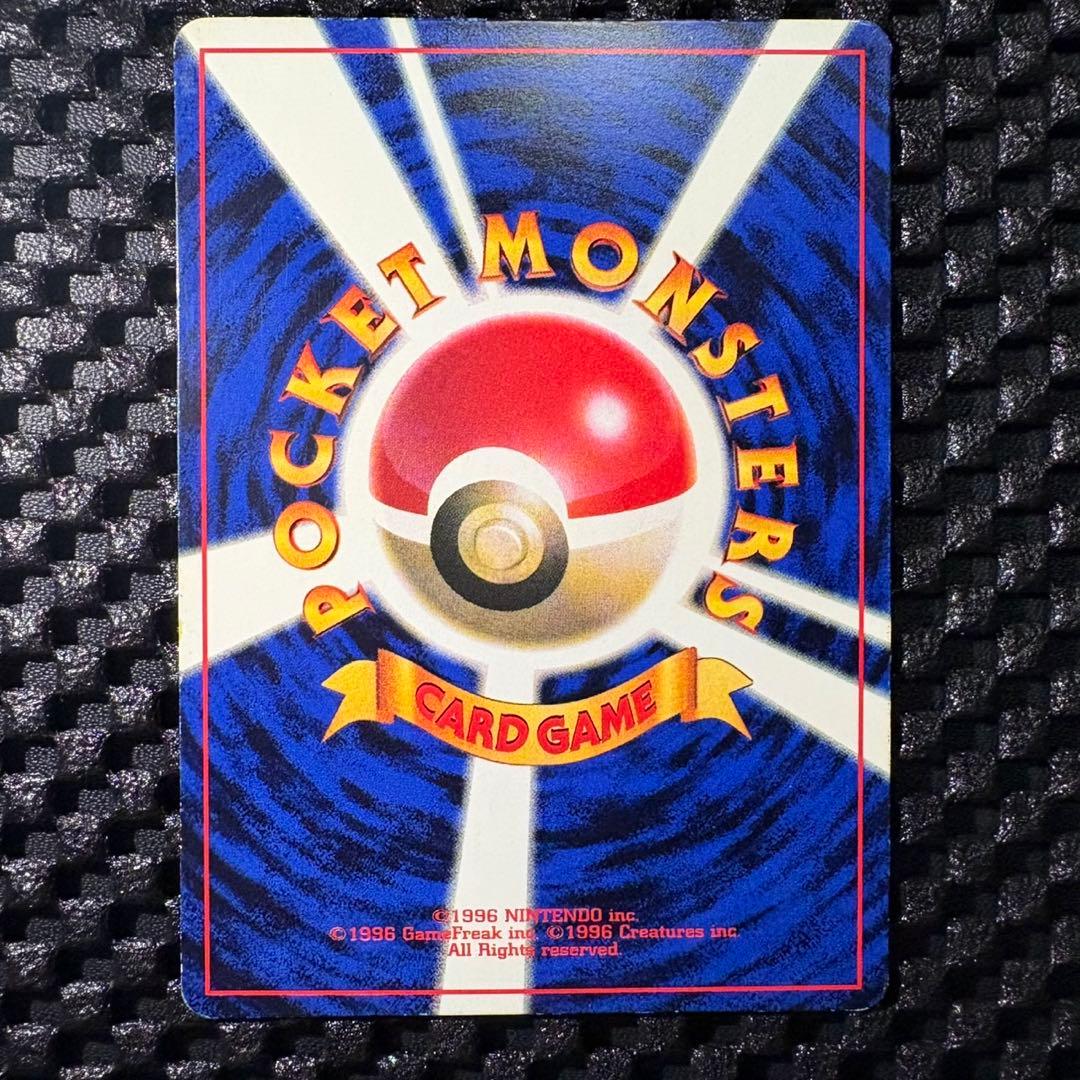 POCKET MONSTERS
CARD GAME
©1996 NINTENDO inc.
©1996 GameFreak inc. ©1996 Creatures inc.
All Rights reserved.